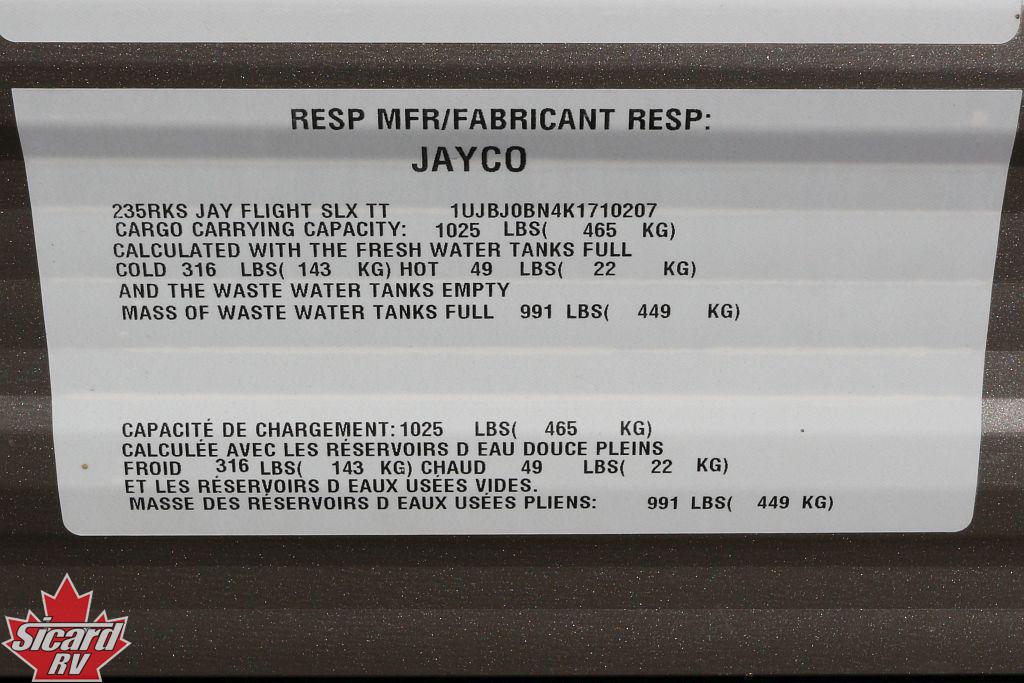 RESP MFR/FABRICANT RESP:
JAYCO
235RKS JAY FLIGHT SLX TT 1UJBJ0BN4K1710207
CARGO CARRYING CAPACITY: 1025 LBS( 465 KG)
CALCULATED WITH THE FRESH WATER TANKS FULL
COLD 316 LBS( 143 KG) HOT 49 LBS( 22 KG)
AND THE WASTE WATER TANKS EMPTY
MASS OF WASTE WATER TANKS FULL 991 LBS( 449 KG)
CAPACITÉ DE CHARGEMENT: 1025 LBS( 465 KG)
CALCULÉE AVEC LES RÉSERVOIRS D EAU DOUCE PLEINS
FROID 316 LBS( 143 KG) CHAUD 49 LBS( 22 KG)
ET LES RÉSERVOIRS D EAUX USÉES VIDES.
MASSE DES RÉSERVOIRS D EAUX USÉES PLIENS: 991 LBS( 449 KG)
Sicard
RV